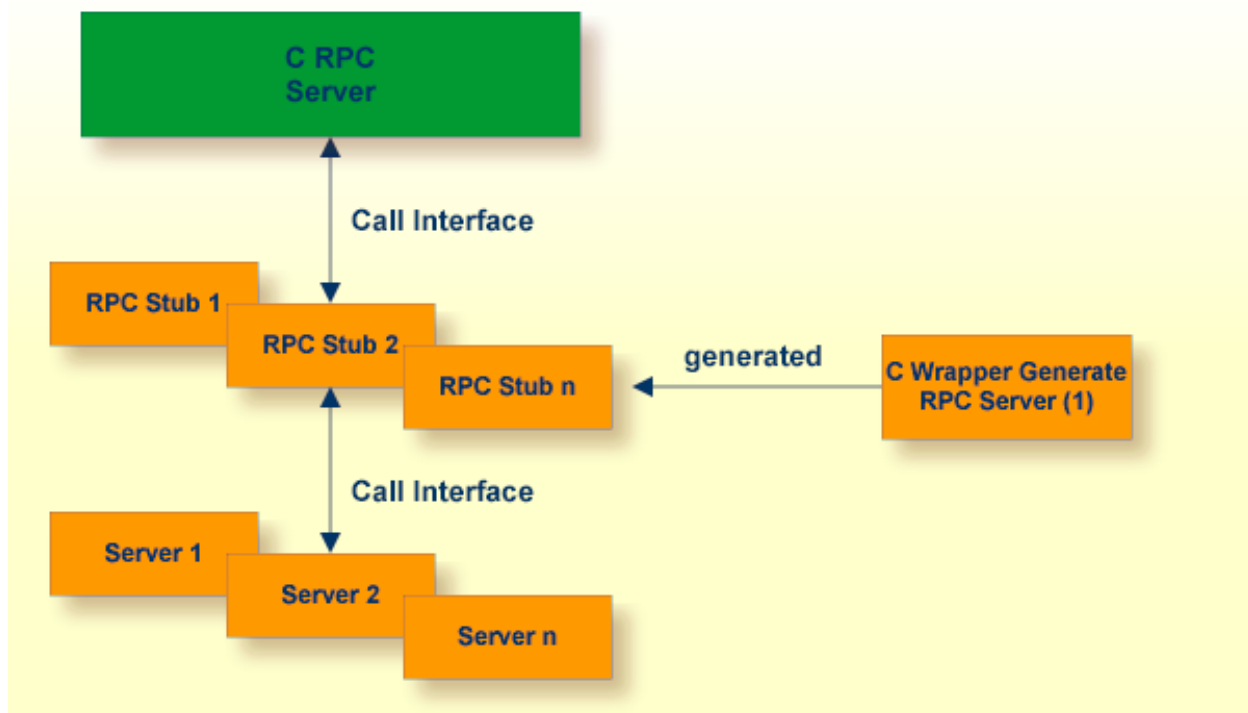 C RPC
Server
Call Interface
RPC Stub 1
RPC Stub 2
RPC Stub n
generated
C Wrapper Generate
RPC Server (1)
Call Interface
Server 1
Server 2
Server n